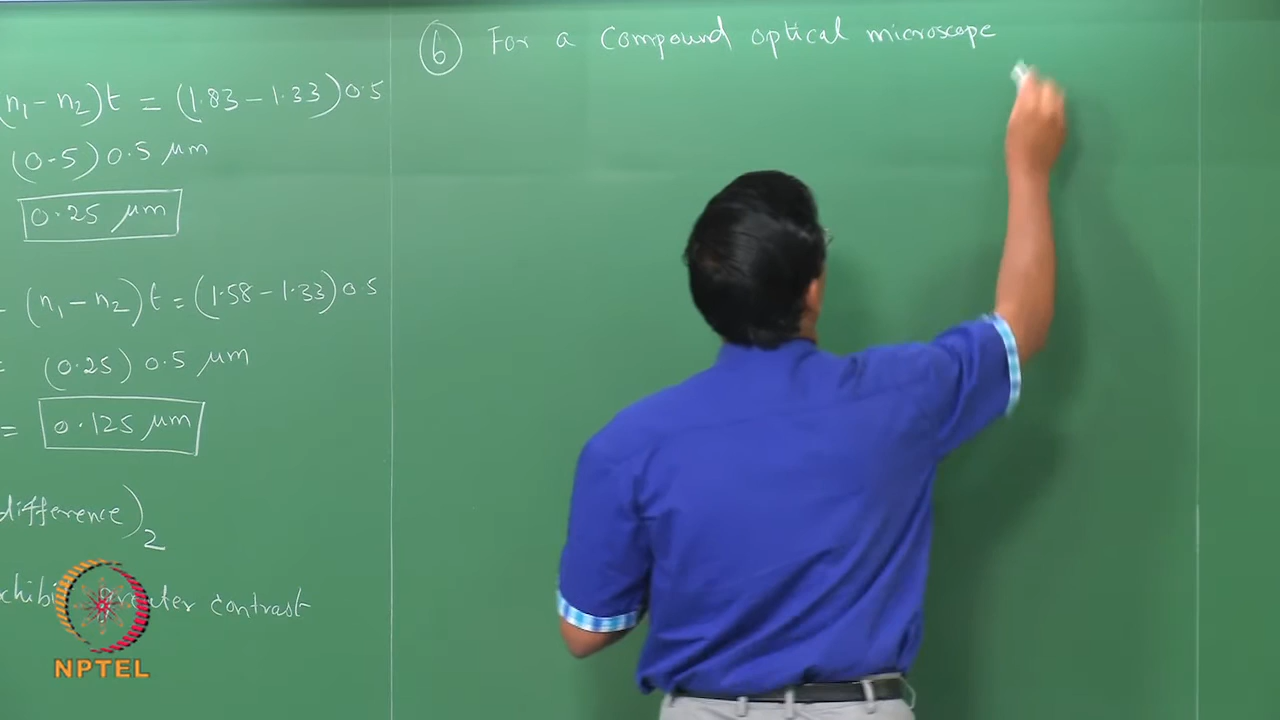 (n₁ - n₂)t = (1.83 - 1.33)0.5
(0.5) 0.5 μm
0.25 μm
- (n₁ - n₂)t = (1.58 - 1.33)0.5
= (0.25) 0.5 μm
= 0.125 μm
difference)₂
greater contrast
⑥ For a compound optical microscope
NPTEL